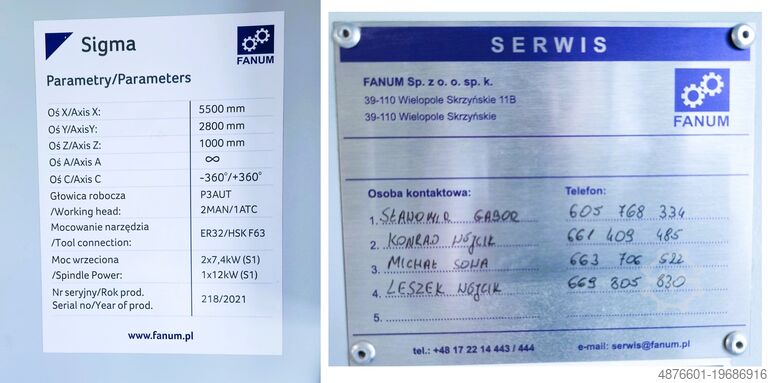 Sigma
FANUM
Parametry/Parameters
Oś X/Axis X: 5500 mm
Oś Y/AxisY: 2800 mm
Oś Z/Axis Z: 1000 mm
Oś A/Axis A ∞
Oś C/Axis C -360°/+360°
Głowica robocza P3AUT
/Working head: 2MAN/1ATC
Mocowanie narzędzia
/Tool connection: ER32/HSK F63
Moc wrzeciona 2x7,4kW (S1)
/Spindle Power: 1x12kW (S1)
Nr seryjny/Rok prod.
Serial no/Year of prod. 218/2021
www.fanum.pl
SERWIS
FANUM Sp. z o. o. sp. k.
39-110 Wielopole Skrzyńskie 11B
39-110 Wielopole Skrzyńskie
FANUM
Osoba kontaktowa: Telefon:
1. SŁAWOMIR GABOR 605 768 334
2. KONRAD WÓJCIK 661 409 485
3. MICHAŁ SOWA 663 706 522
4. LESZEK WÓJCIK 669 805 830
5.
tel.: +48 17 22 14 443 / 444 e-mail: serwis@fanum.pl
4876601-19686916